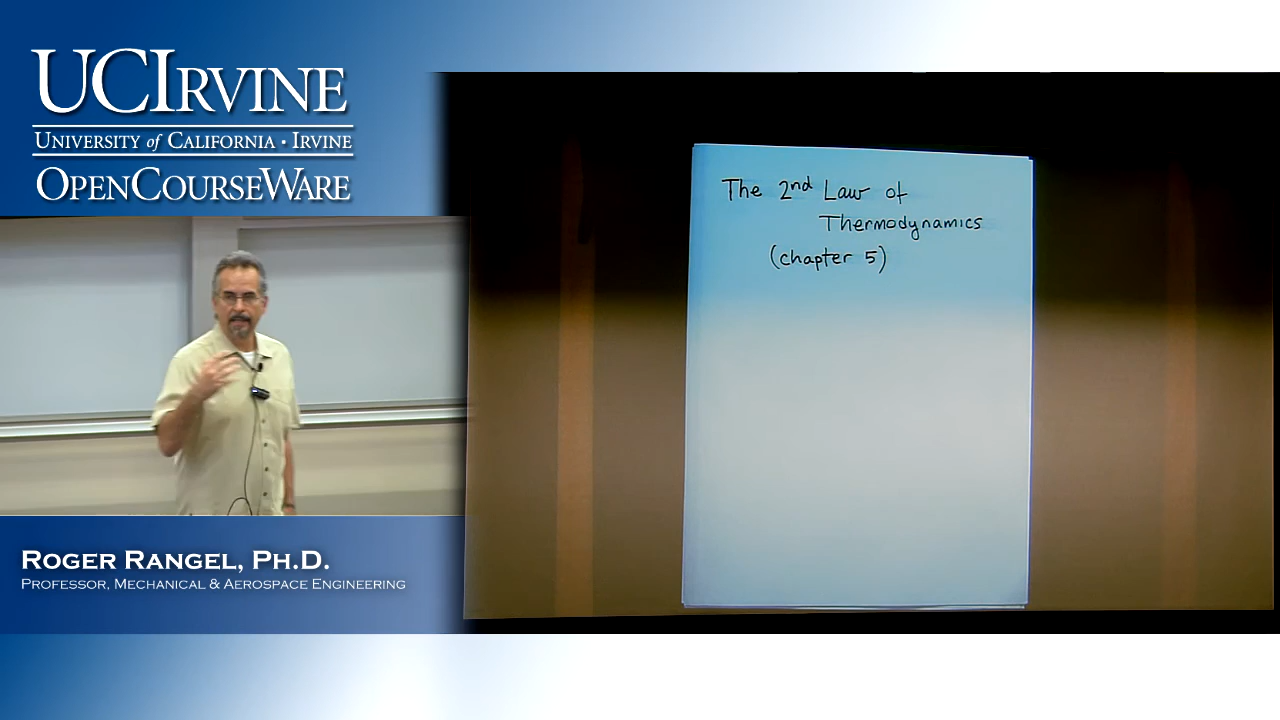 UCIRVINE
UNIVERSITY of CALIFORNIA · IRVINE
OPENCOURSEWARE
The 2nd Law of
Thermodynamics
(chapter 5)
ROGER RANGEL, PH.D.
PROFESSOR, MECHANICAL & AEROSPACE ENGINEERING